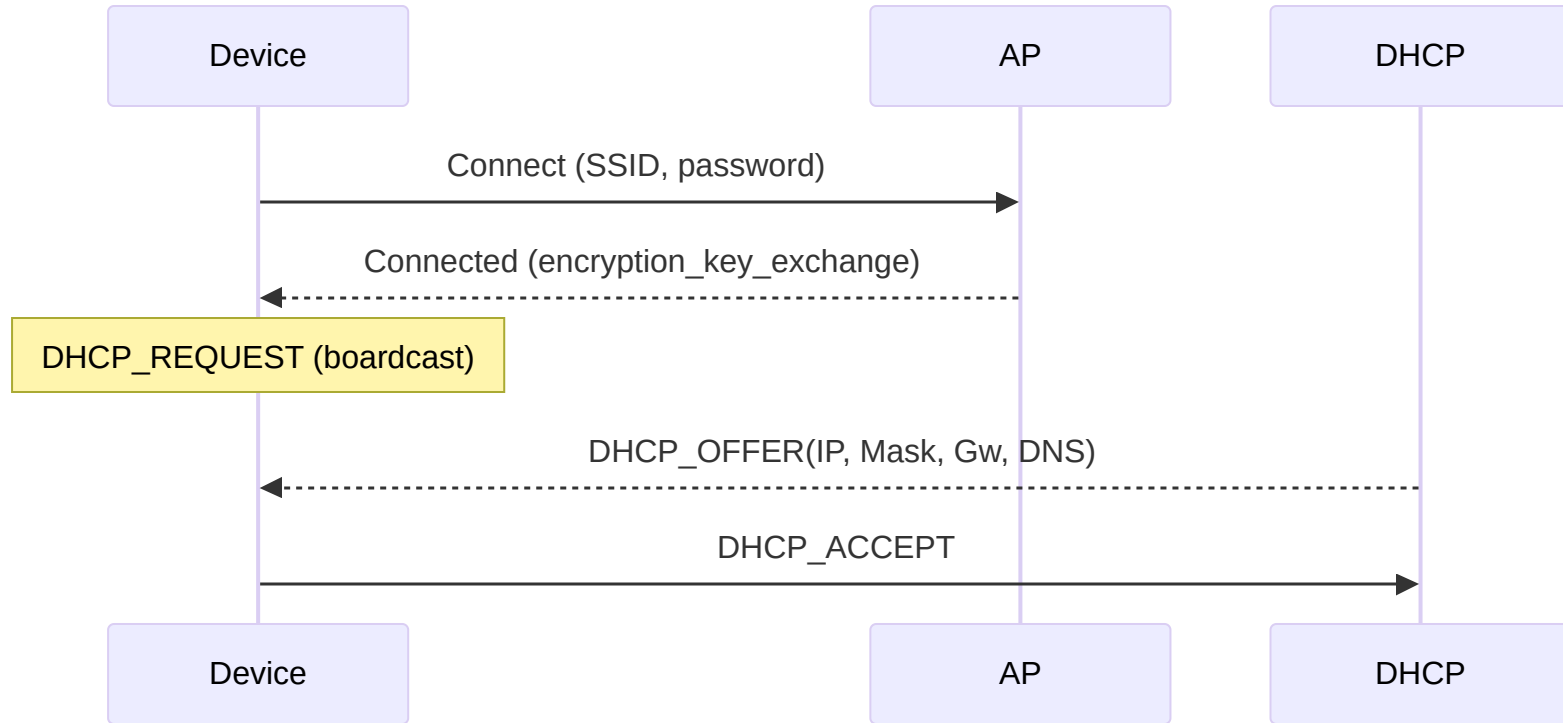 Device
AP
DHCP
Connect (SSID, password)
Connected (encryption_key_exchange)
DHCP_REQUEST (boardcast)
DHCP_OFFER(IP, Mask, Gw, DNS)
DHCP_ACCEPT
Device
AP
DHCP